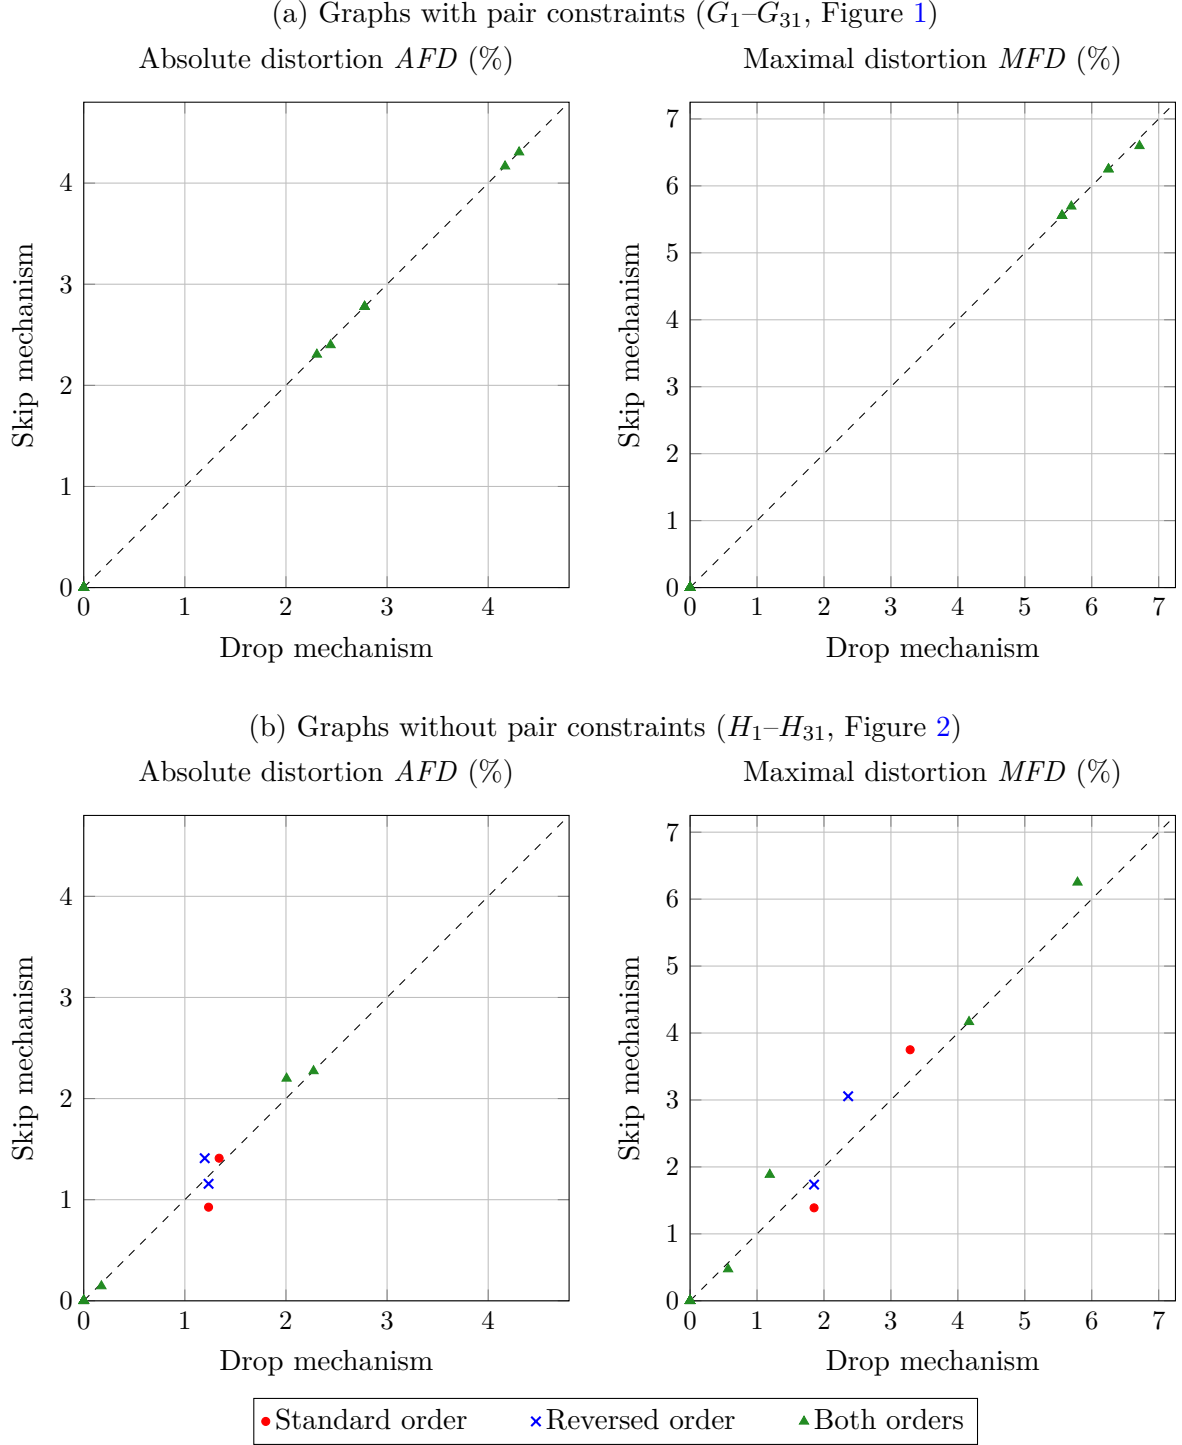 (a) Graphs with pair constraints (G1–G31, Figure 1)
Absolute distortion AFD (%)
Maximal distortion MFD (%)
4
3
2
1
0
Skip mechanism
0 1 2 3 4
Drop mechanism
7
6
5
4
3
2
1
0
Skip mechanism
0 1 2 3 4 5 6 7
Drop mechanism
(b) Graphs without pair constraints (H1–H31, Figure 2)
Absolute distortion AFD (%)
Maximal distortion MFD (%)
4
3
2
1
0
Skip mechanism
0 1 2 3 4
Drop mechanism
7
6
5
4
3
2
1
0
Skip mechanism
0 1 2 3 4 5 6 7
Drop mechanism
Standard order Reversed order Both orders